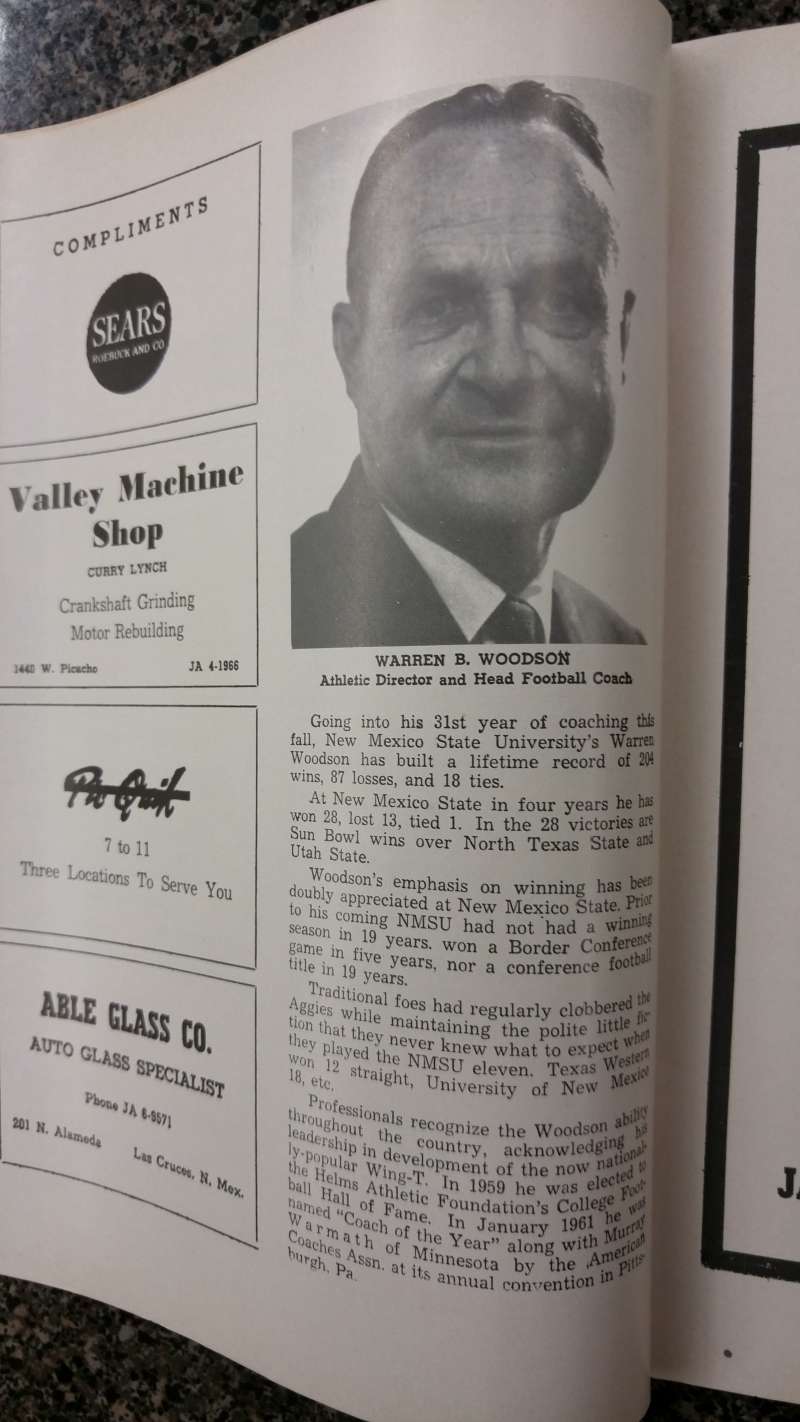 COMPLIMENTS
SEARS
ROEBUCK AND CO
Valley Machine
Shop
CURRY LYNCH
Crankshaft Grinding
Motor Rebuilding
1440 W. Picacho
JA 4-1966
Pic Quik
7 to 11
Three Locations To Serve You
ABLE GLASS CO.
AUTO GLASS SPECIALIST
Phone JA 6-9571
201 N. Alameda
Las Cruces, N. Mex.
WARREN B. WOODSON
Athletic Director and Head Football Coach
Going into his 31st year of coaching this
fall, New Mexico State University's Warren
Woodson has built a lifetime record of 204
wins, 87 losses, and 18 ties.
At New Mexico State in four years he has
won 28, lost 13, tied 1. In the 28 victories are
Sun Bowl wins over North Texas State and
Utah State.
Woodson's emphasis on winning has been
doubly appreciated at New Mexico State. Prior
to his coming NMSU had not had a winning
season in 19 years. won a Border Conference
game in five years, nor a conference football
title in 19 years.
Traditional foes had regularly clobbered the
Aggies while maintaining the polite little fic-
tion that they never knew what to expect when
they played the NMSU eleven. Texas Western
won 12 straight, University of New Mexico
18, etc.
Professionals recognize the Woodson ability
throughout the country, acknowledging his
leadership in development of the now national-
ly-popular Wing-T. In 1959 he was elected to
the Helms Athletic Foundation's College Foot-
ball Hall of Fame. In January 1961 he was
named "Coach of the Year" along with Murray
Warmath of Minnesota by the American
Coaches Assn. at its annual convention in Pitts-
burgh, Pa.